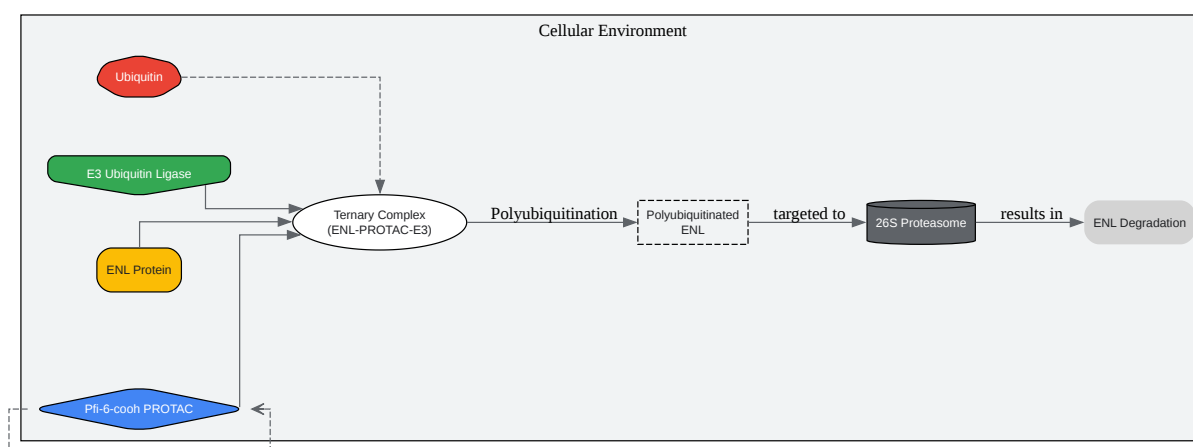 Cellular Environment
Ubiquitin
E3 Ubiquitin Ligase
Ternary Complex
(ENL-PROTAC-E3)
Polyubiquitination
Polyubiquitinated
ENL
targeted to
26S Proteasome
results in
ENL Degradation
ENL Protein
Pfi-6-cooh PROTAC